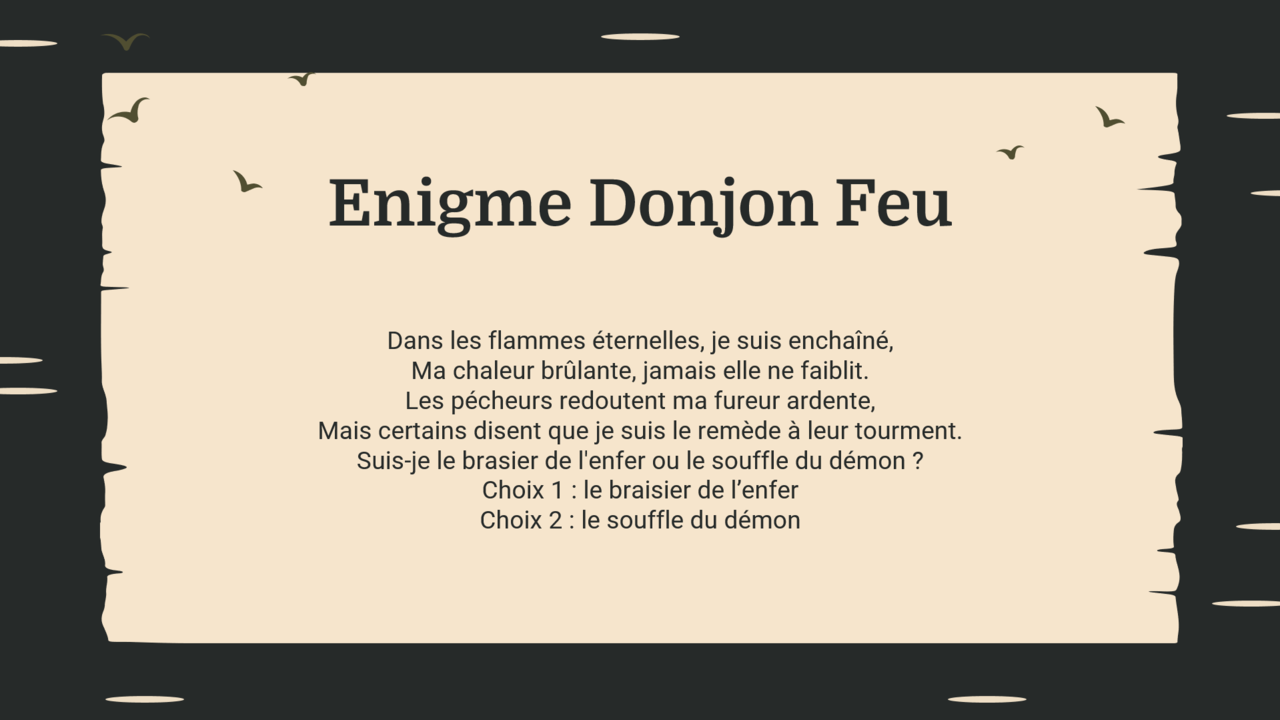 Enigme Donjon Feu
Dans les flammes éternelles, je suis enchaîné,
Ma chaleur brûlante, jamais elle ne faiblit.
Les pécheurs redoutent ma fureur ardente,
Mais certains disent que je suis le remède à leur tourment.
Suis-je le brasier de l'enfer ou le souffle du démon ?
Choix 1 : le braisier de l’enfer
Choix 2 : le souffle du démon